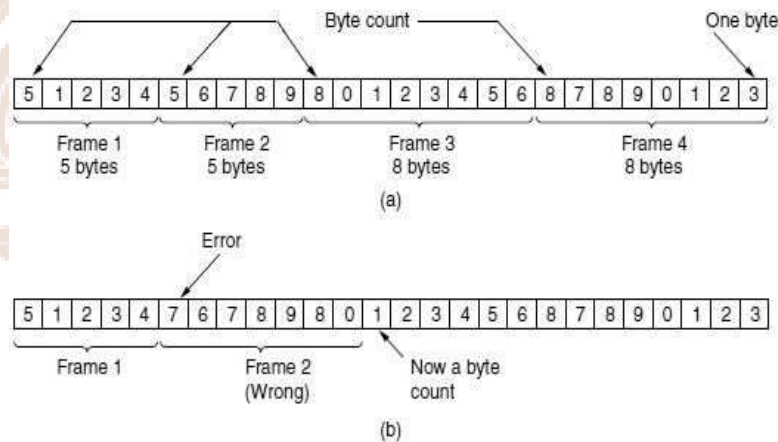 Byte count One byte
5 1 2 3 4 5 6 7 8 9 8 0 1 2 3 4 5 6 8 7 8 9 0 1 2 3
Frame 1 Frame 2 Frame 3 Frame 4
5 bytes 5 bytes 8 bytes 8 bytes
(a)
Error
5 1 2 3 4 7 6 7 8 9 8 0 1 2 3 4 5 6 8 7 8 9 0 1 2 3
Frame 1 Frame 2 Now a byte
(Wrong) count
(b)